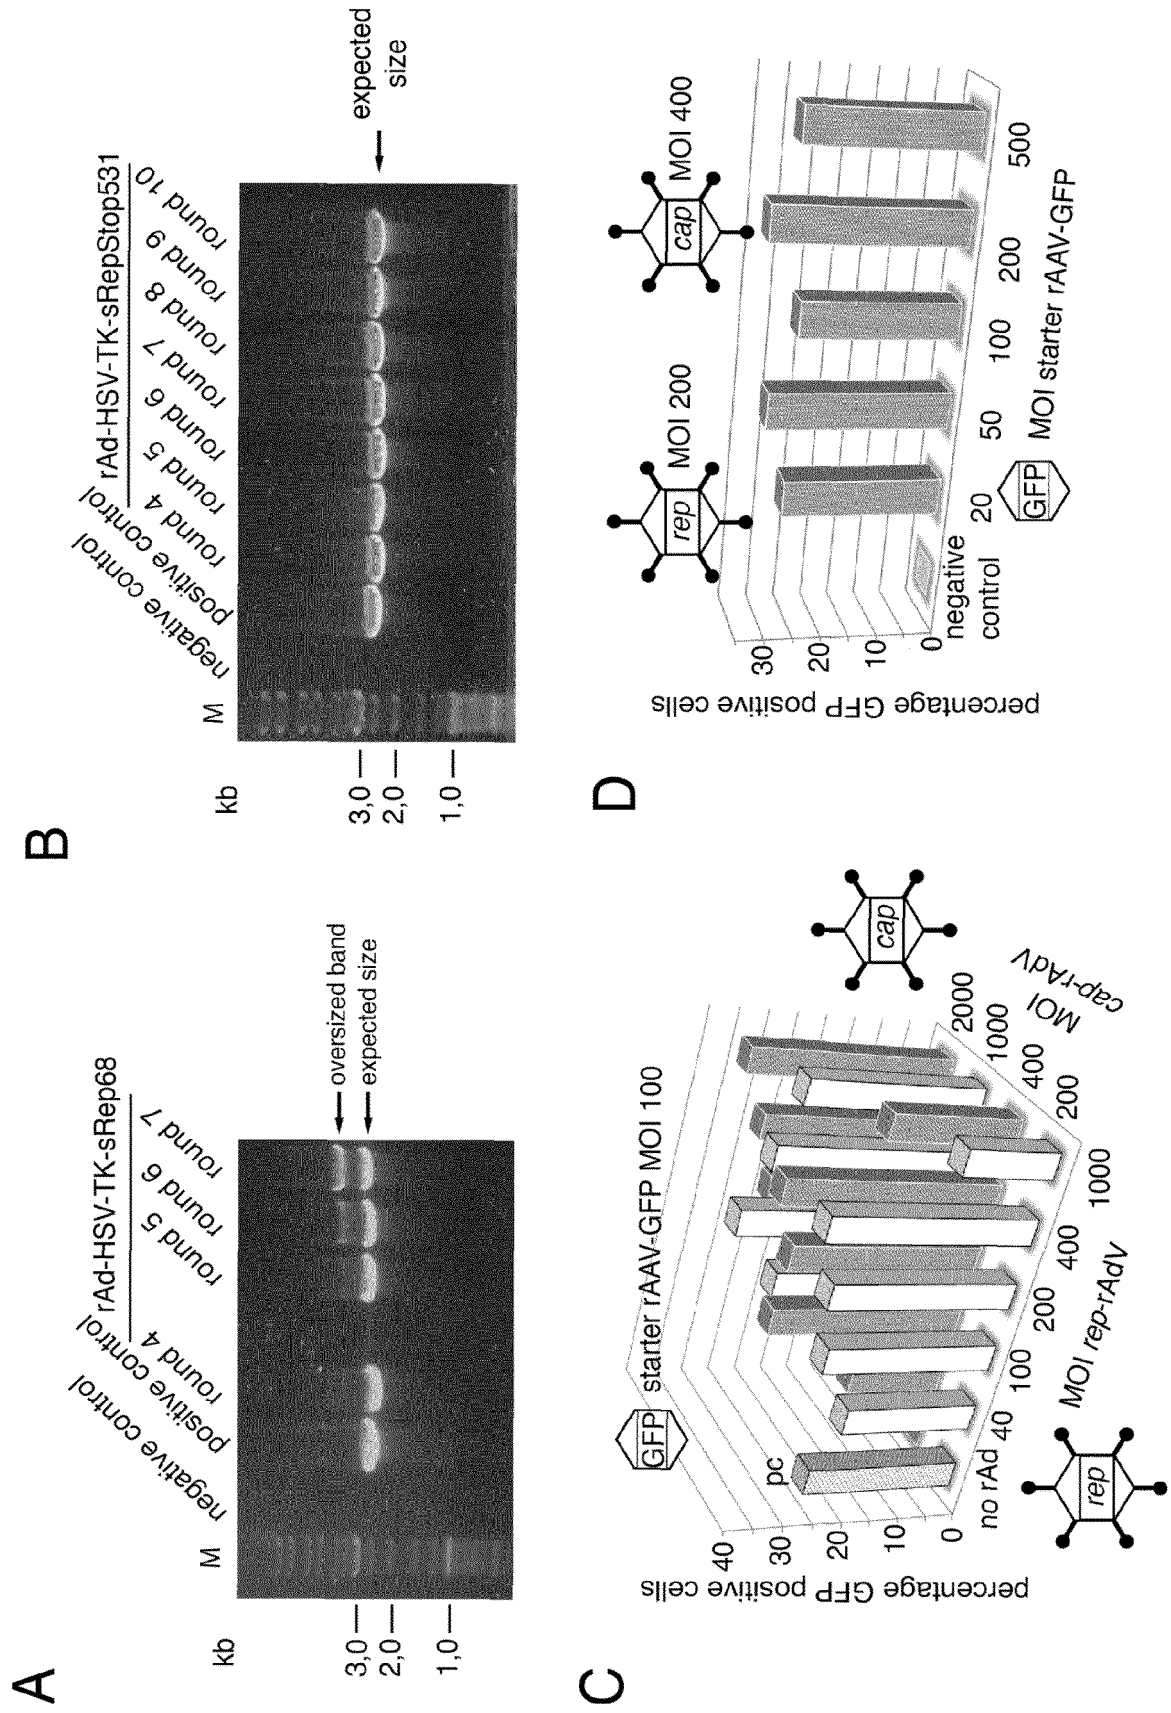 A
kb
M
negative control
positive control
rAd-HSV-TK-sRep68
round 4
round 5
round 6
round 7
3,0
2,0
1,0
oversized band
expected size
B
kb
M
negative control
positive control
rAd-HSV-TK-sRepStop531
round 4
round 5
round 6
round 7
round 8
round 9
round 10
3,0
2,0
1,0
expected
size
C
GFP
starter rAAV-GFP MOI 100
percentage GFP positive cells
40
30
20
10
0
pc
no rAd
40
100
200
400
1000
MOI rep-rAdV
rep
200
400
1000
2000
MOI
cap-rAdV
cap
D
percentage GFP positive cells
30
20
10
0
rep
MOI 200
cap
MOI 400
negative
control
20
50
100
200
500
GFP
MOI starter rAAV-GFP